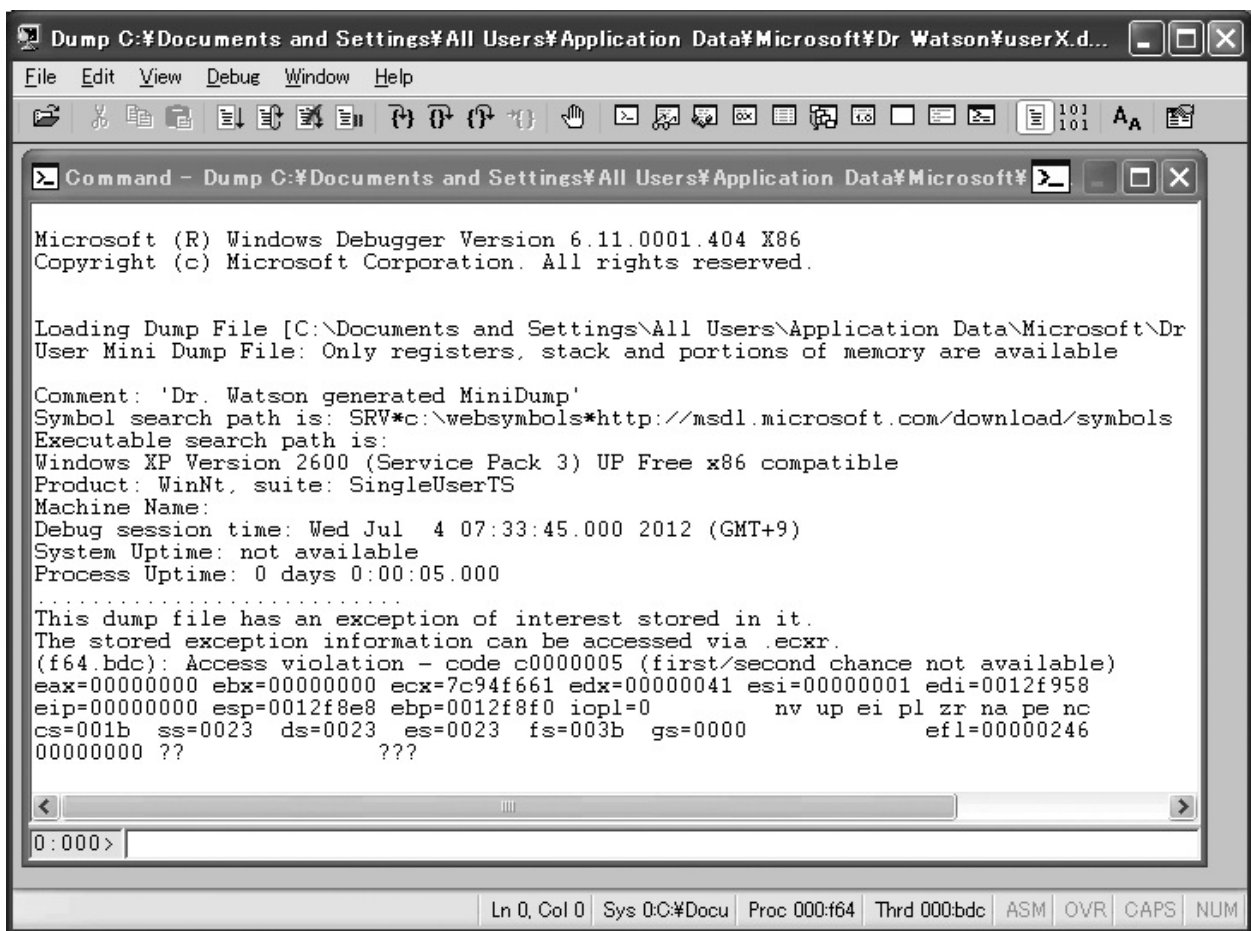 Dump C:¥Documents and Settings¥All Users¥Application Data¥Microsoft¥Dr Watson¥userX.d...
File Edit View Debug Window Help
101
101
AA
Command - Dump C:¥Documents and Settings¥All Users¥Application Data¥Microsoft¥
Microsoft (R) Windows Debugger Version 6.11.0001.404 X86
Copyright (c) Microsoft Corporation. All rights reserved.
Loading Dump File [C:\Documents and Settings\All Users\Application Data\Microsoft\Dr
User Mini Dump File: Only registers, stack and portions of memory are available
Comment: 'Dr. Watson generated MiniDump'
Symbol search path is: SRV*c:\websymbols*http://msdl.microsoft.com/download/symbols
Executable search path is:
Windows XP Version 2600 (Service Pack 3) UP Free x86 compatible
Product: WinNt, suite: SingleUserTS
Machine Name:
Debug session time: Wed Jul  4 07:33:45.000 2012 (GMT+9)
System Uptime: not available
Process Uptime: 0 days 0:00:05.000
............................
This dump file has an exception of interest stored in it.
The stored exception information can be accessed via .ecxr.
(f64.bdc): Access violation - code c0000005 (first/second chance not available)
eax=00000000 ebx=00000000 ecx=7c94f661 edx=00000041 esi=00000001 edi=0012f958
eip=00000000 esp=0012f8e8 ebp=0012f8f0 iopl=0         nv up ei pl zr na pe nc
cs=001b  ss=0023  ds=0023  es=0023  fs=003b  gs=0000             efl=00000246
00000000 ??              ???
0:000>
Ln 0, Col 0 Sys 0:C:¥Docu Proc 000:f64 Thrd 000:bdc ASM OVR CAPS NUM